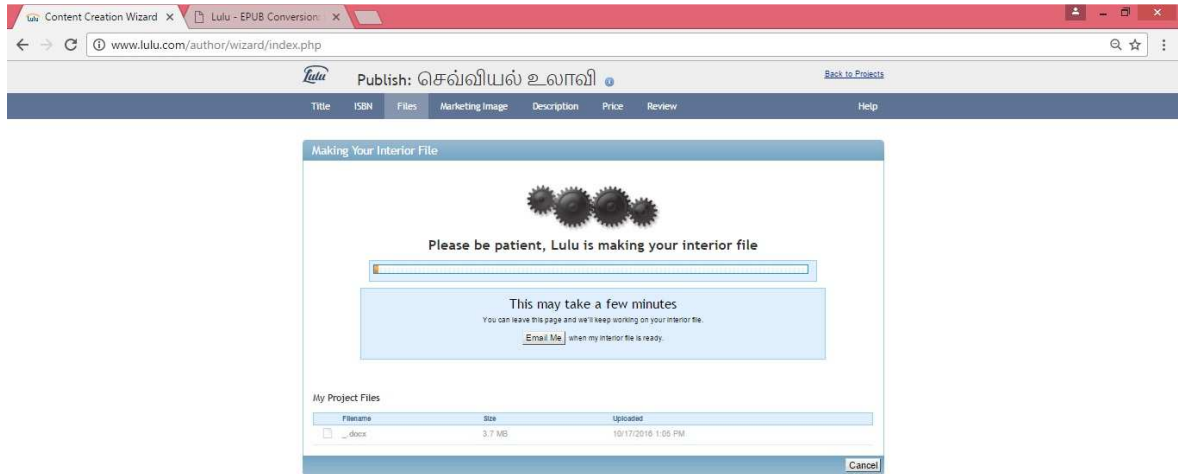 Content Creation Wizard
Lulu - EPUB Conversion
www.lulu.com/author/wizard/index.php
Lulu Publish: செவ்வியல் உலாவி Back to Projects
Title ISBN Files Marketing Image Description Price Review Help
Making Your Interior File
Please be patient, Lulu is making your interior file
This may take a few minutes
You can leave this page and we'll keep working on your interior file.
Email Me when my interior file is ready.
My Project Files
Filename Size Uploaded
_.docx 3.7 MB 10/17/2016 1:05 PM
Cancel